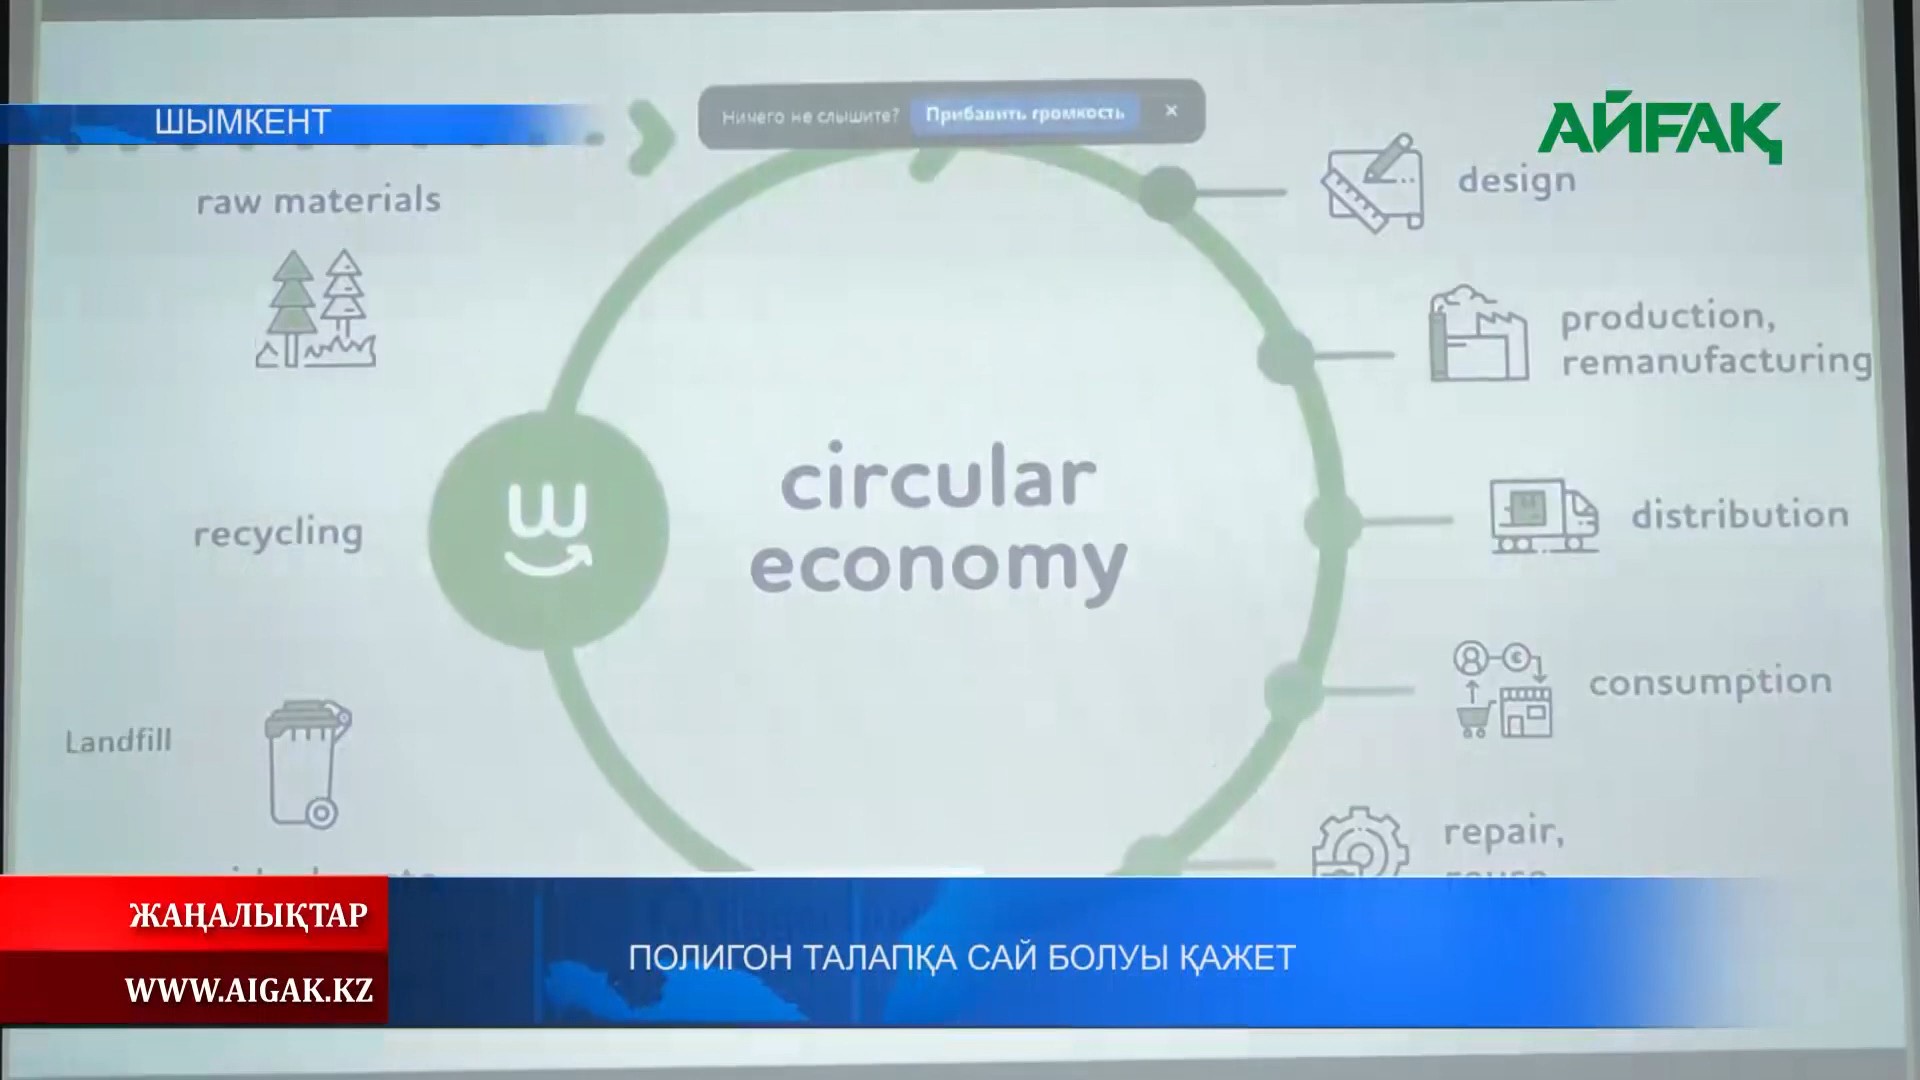 ШЫМКЕНТ
Ничего не слышите? Прибавить громкость
АЙҒАҚ
raw materials
design
production,
remanufacturing
circular
economy
recycling
distribution
consumption
Landfill
repair,
ЖАҢАЛЫҚТАР
WWW.AIGAK.KZ
ПОЛИГОН ТАЛАПҚА САЙ БОЛУЫ ҚАЖЕТ